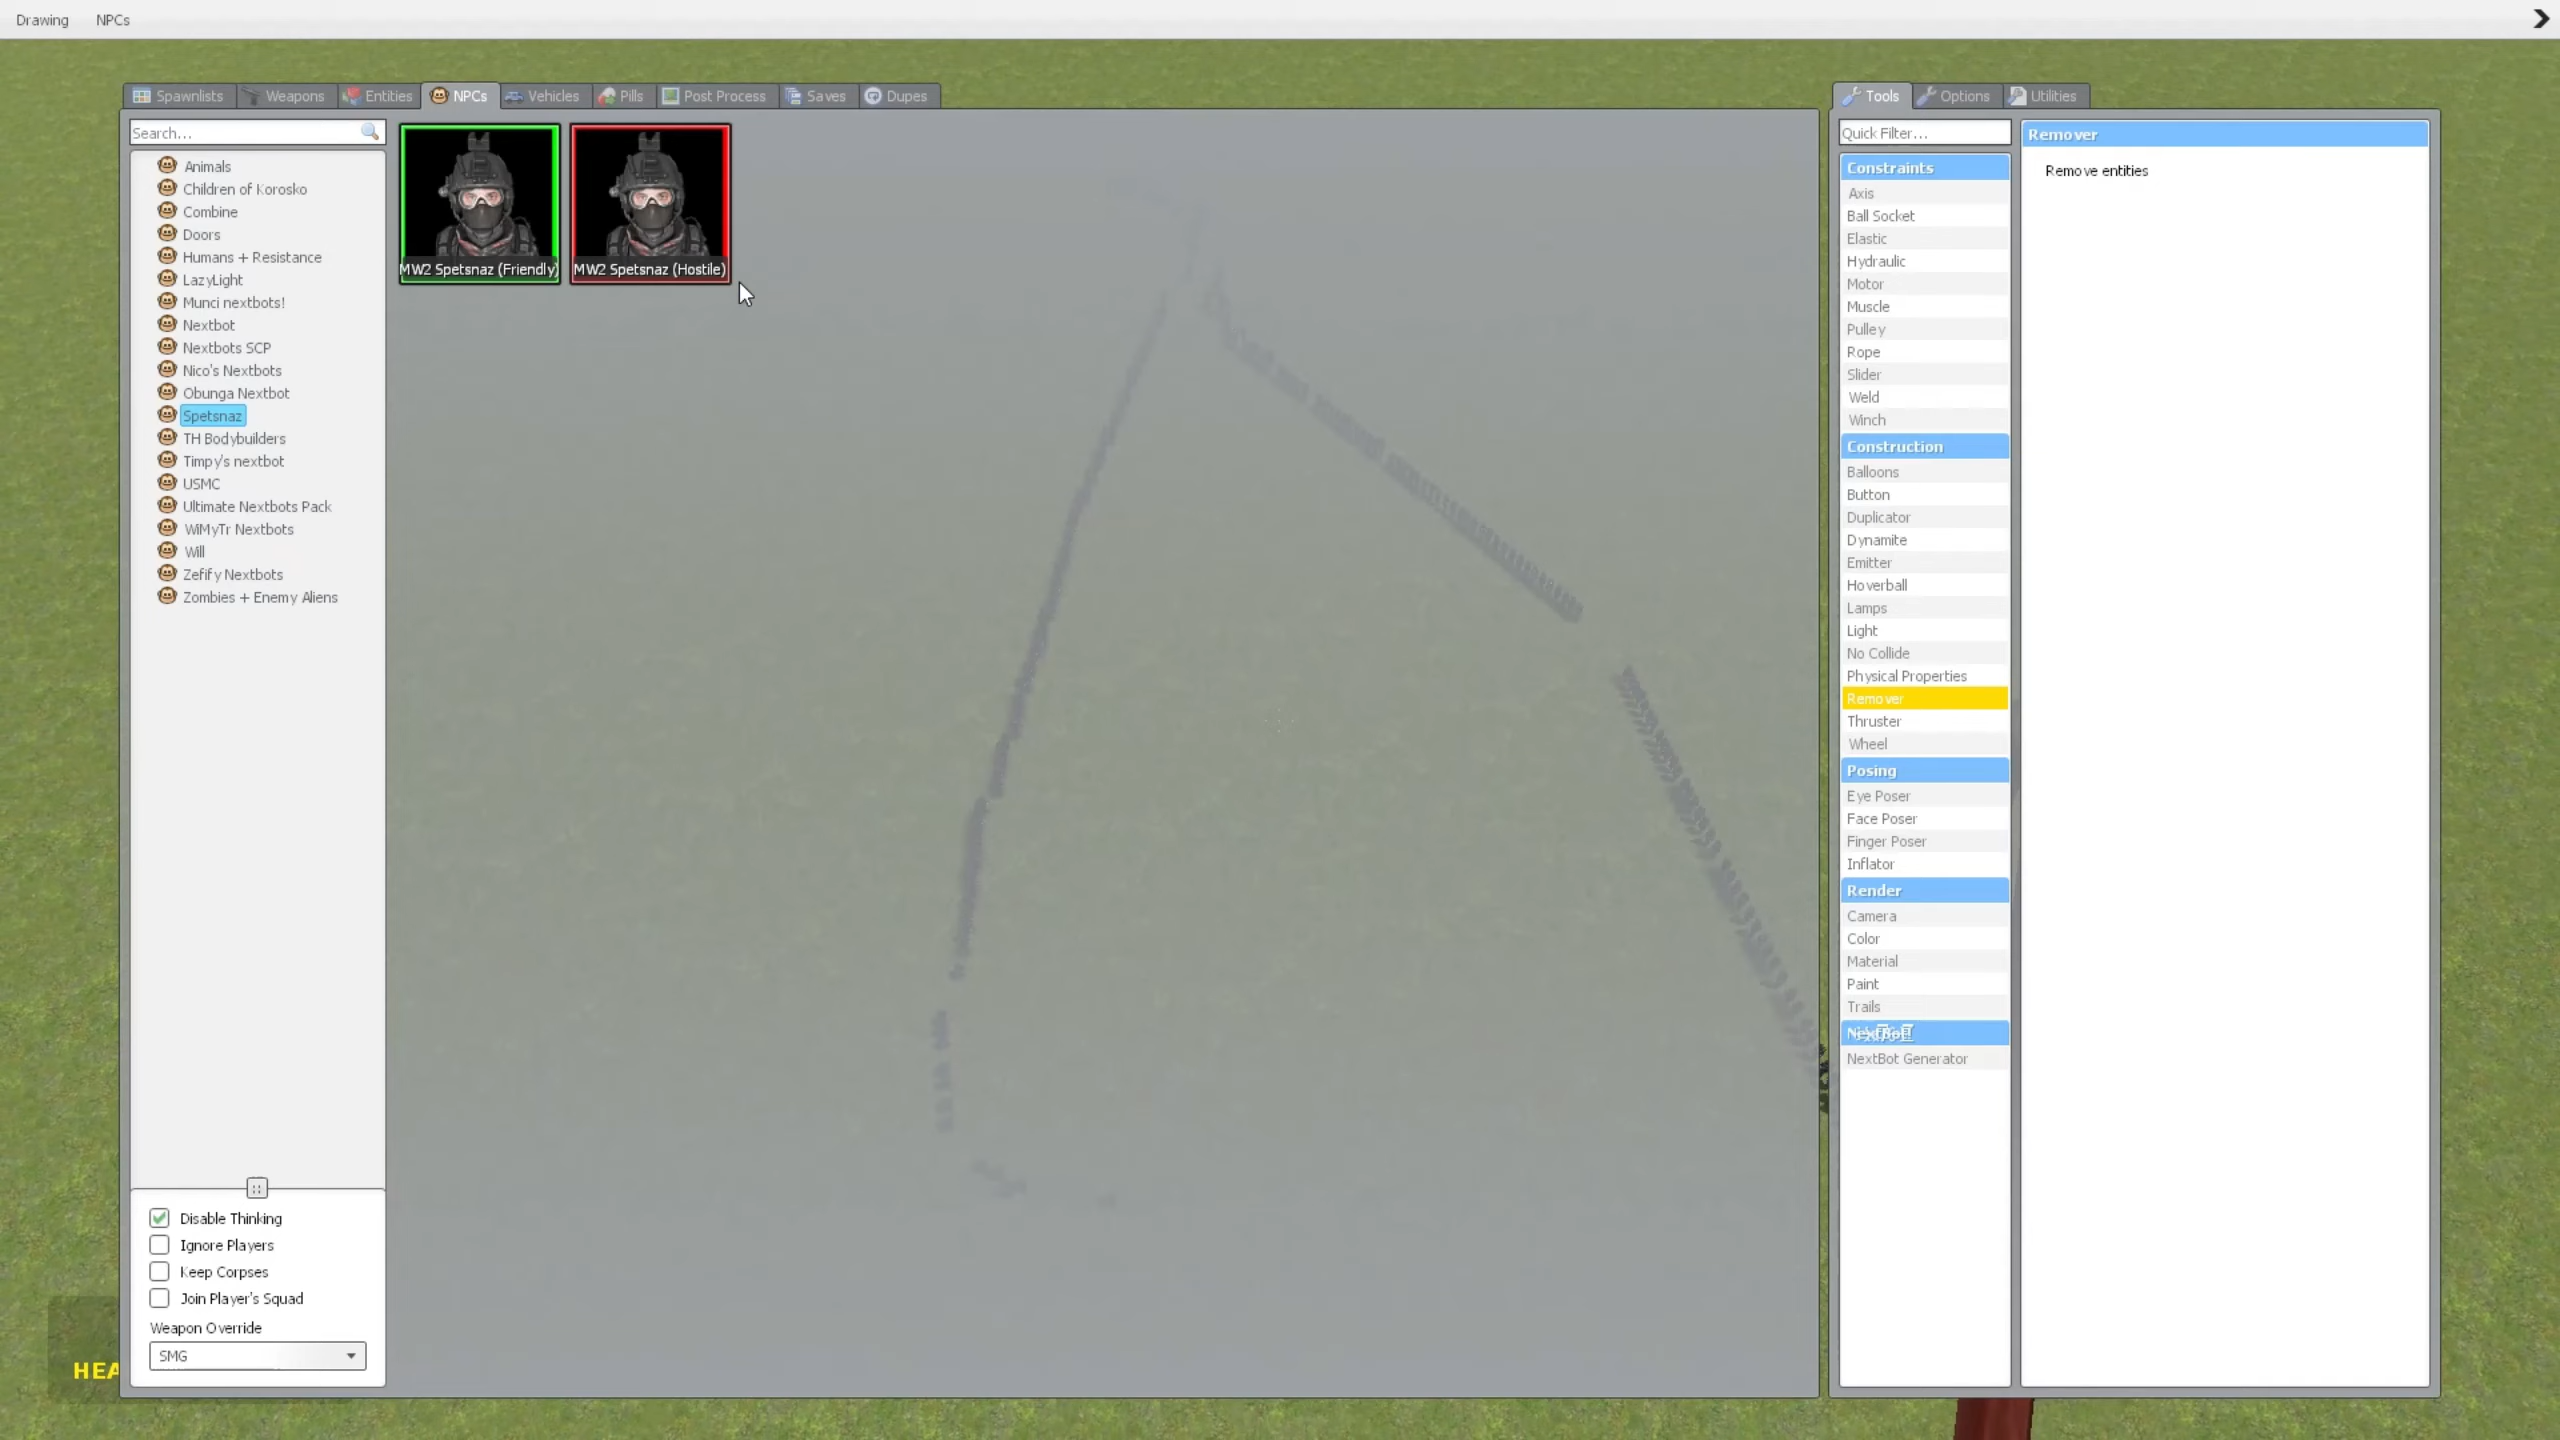 Drawing NPCs
Spawnlists Weapons Entities NPCs Vehicles Pills Post Process Saves Dupes
Search...
Animals
Children of Korosko
Combine
Doors
Humans + Resistance
LazyLight
Munci nextbots!
Nextbot
Nextbots SCP
Nico's Nextbots
Obunga Nextbot
Spetsnaz
TH Bodybuilders
Timpy's nextbot
USMC
Ultimate Nextbots Pack
WiMyTr Nextbots
Will
Zefify Nextbots
Zombies + Enemy Aliens
MW2 Spetsnaz (Friendly)
MW2 Spetsnaz (Hostile)
Disable Thinking
Ignore Players
Keep Corpses
Join Player's Squad
Weapon Override
SMG
HEA
Tools Options Utilities
Quick Filter...
Constraints
Axis
Ball Socket
Elastic
Hydraulic
Motor
Muscle
Pulley
Rope
Slider
Weld
Winch
Construction
Balloons
Button
Duplicator
Dynamite
Emitter
Hoverball
Lamps
Light
No Collide
Physical Properties
Remover
Thruster
Wheel
Posing
Eye Poser
Face Poser
Finger Poser
Inflator
Render
Camera
Color
Material
Paint
Trails
NextBot Generator
Remover
Remove entities